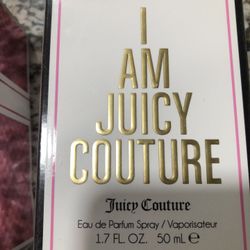 I
AM
JUICY
COUTURE
Juicy Couture
Eau de Parfum Spray / Vaporisateur
1.7 FL. OZ. 50 mL ℮